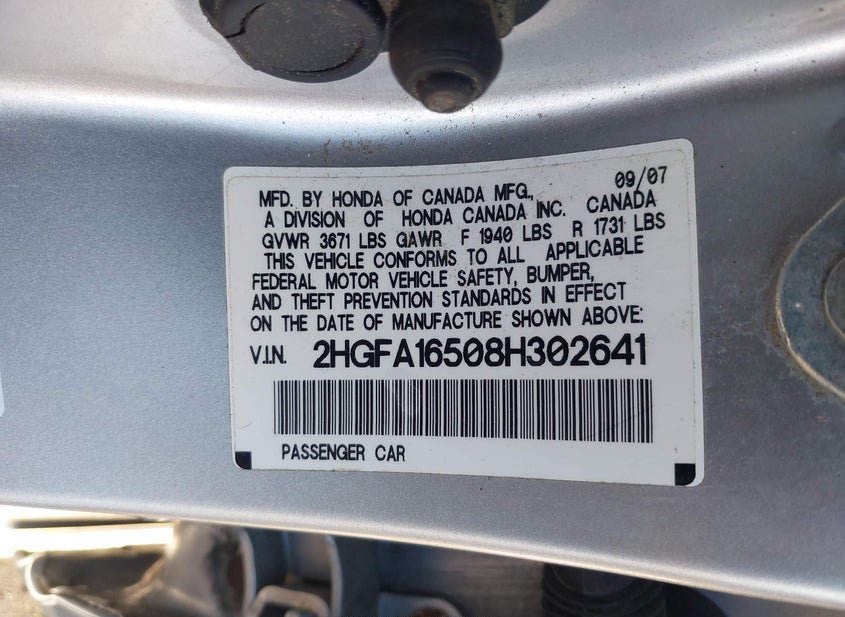 09/07
MFD. BY HONDA OF CANADA MFG.,
A DIVISION OF HONDA CANADA INC. CANADA
GVWR 3671 LBS GAWR F 1940 LBS R 1731 LBS
THIS VEHICLE CONFORMS TO ALL APPLICABLE
FEDERAL MOTOR VEHICLE SAFETY, BUMPER,
AND THEFT PREVENTION STANDARDS IN EFFECT
ON THE DATE OF MANUFACTURE SHOWN ABOVE:
V.I.N. 2HGFA16508H302641
PASSENGER CAR